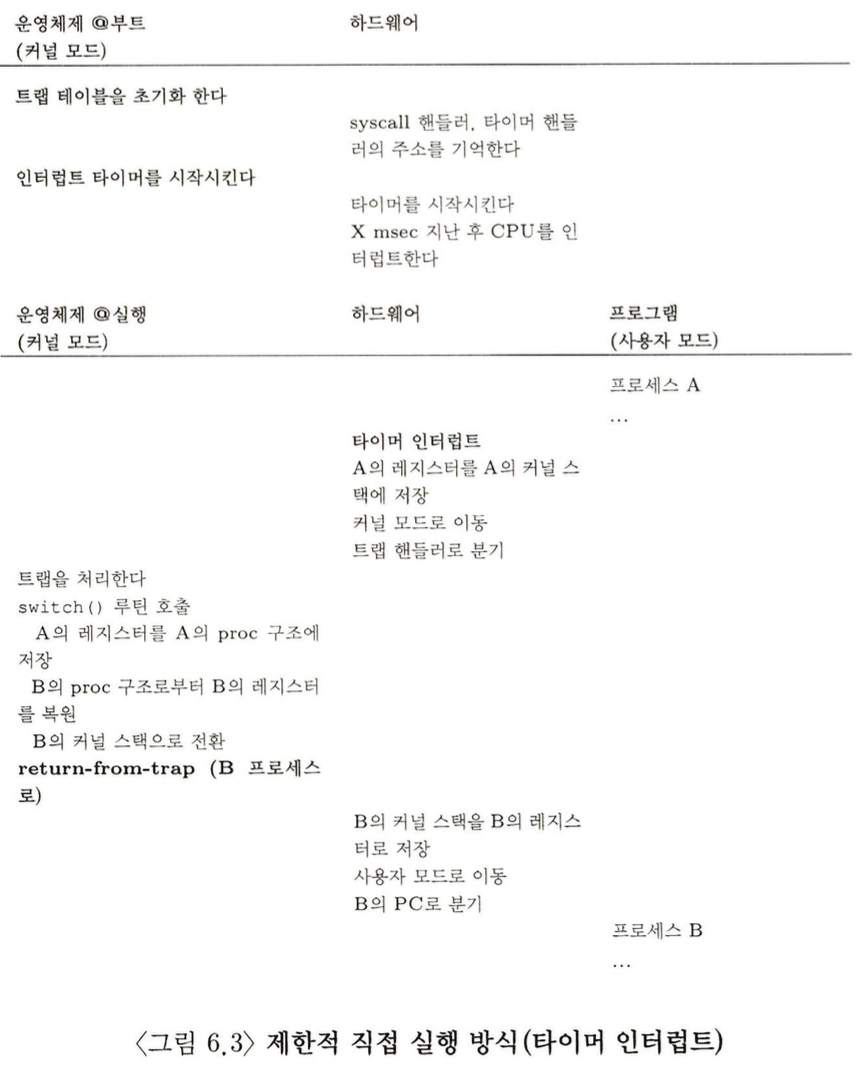 운영체제 @부트 하드웨어
(커널 모드)
트랩 테이블을 초기화 한다
syscall 핸들러, 타이머 핸들
러의 주소를 기억한다
인터럽트 타이머를 시작시킨다
타이머를 시작시킨다
X msec 지난 후 CPU를 인
터럽트한다
운영체제 @실행 하드웨어 프로그램
(커널 모드) (사용자 모드)
프로세스 A
...
타이머 인터럽트
A의 레지스터를 A의 커널 스
택에 저장
커널 모드로 이동
트랩 핸들러로 분기
트랩을 처리한다
switch() 루틴 호출
A의 레지스터를 A의 proc 구조에
저장
B의 proc 구조로부터 B의 레지스터
를 복원
B의 커널 스택으로 전환
return-from-trap (B 프로세스
로)
B의 커널 스택을 B의 레지스
터로 저장
사용자 모드로 이동
B의 PC로 분기
프로세스 B
...
〈그림 6.3〉 제한적 직접 실행 방식(타이머 인터럽트)